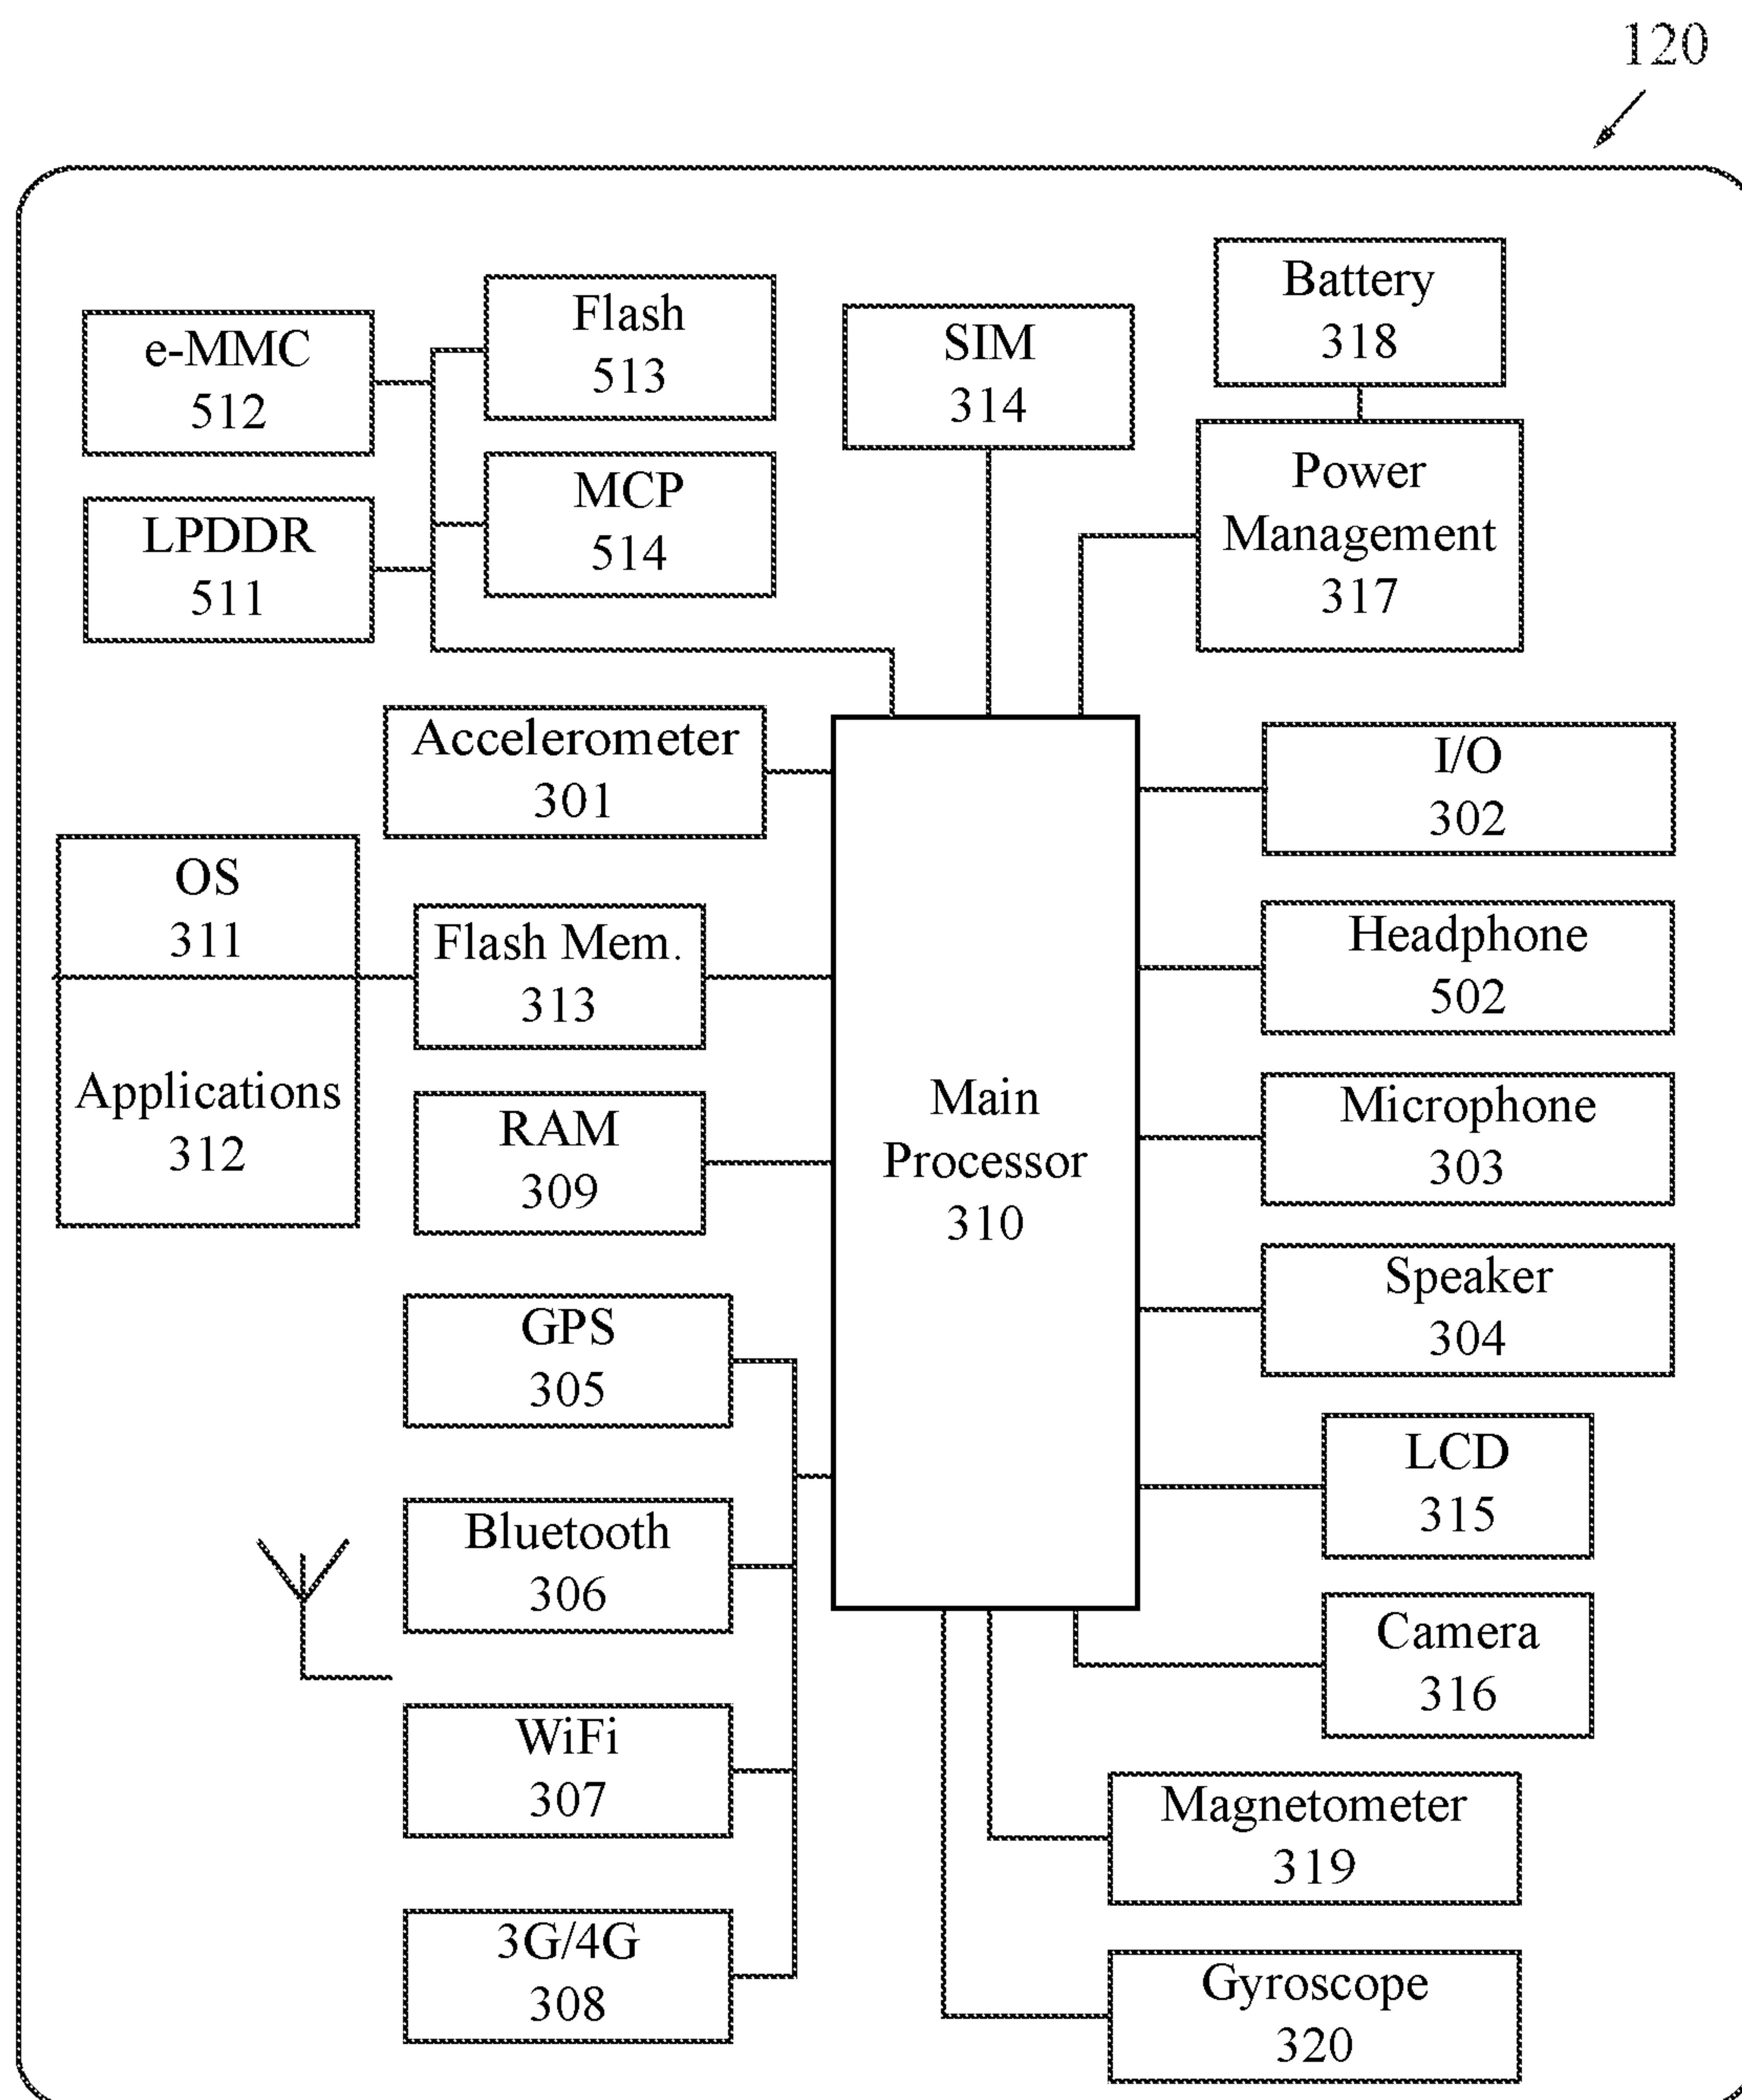 120
e-MMC
512
Flash
513
SIM
314
Battery
318
LPDDR
511
MCP
514
Power
Management
317
Accelerometer
301
I/O
302
OS
311
Flash Mem.
313
Headphone
502
Applications
312
RAM
309
Main
Processor
310
Microphone
303
GPS
305
Speaker
304
Bluetooth
306
LCD
315
WiFi
307
Camera
316
3G/4G
308
Magnetometer
319
Gyroscope
320